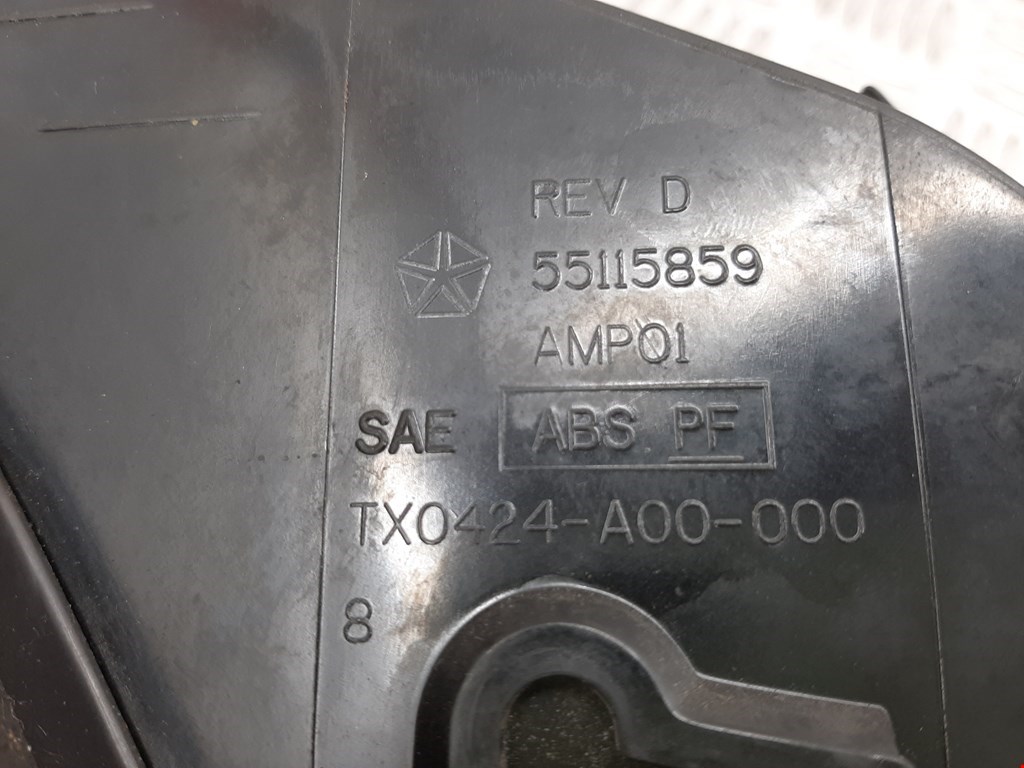 REV D
55115859
AMP01
SAE ABS PF
TX0424-A00-000
8